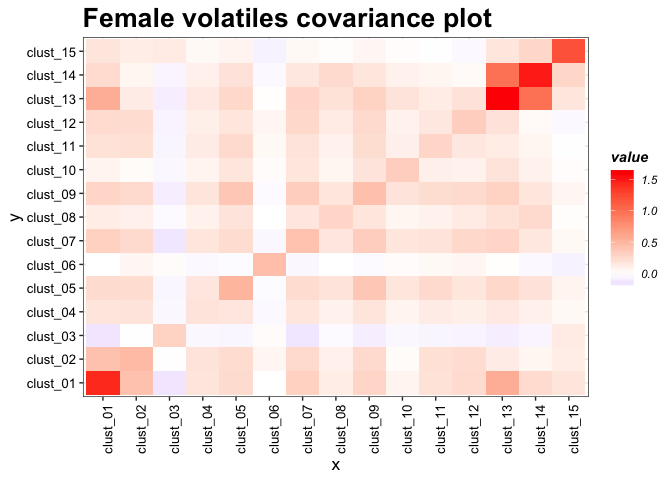 Female volatiles covariance plot
clust_15
clust_14
clust_13
clust_12
clust_11
clust_10
clust_09
clust_08
clust_07
clust_06
clust_05
clust_04
clust_03
clust_02
clust_01
y
clust_01
clust_02
clust_03
clust_04
clust_05
clust_06
clust_07
clust_08
clust_09
clust_10
clust_11
clust_12
clust_13
clust_14
clust_15
x
value
1.5
1.0
0.5
0.0